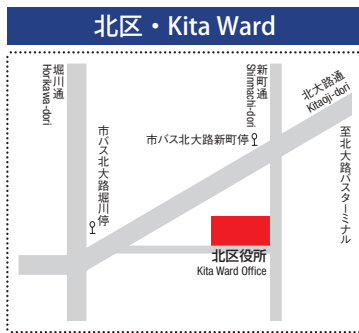 北区・Kita Ward
堀川通
Horikawa-dori
新町通
Shinmachi-dori
北大路通
Kitaoji-dori
市バス北大路新町停
市バス北大路堀川停
至北大路バスターミナル
北区役所
Kita Ward Office